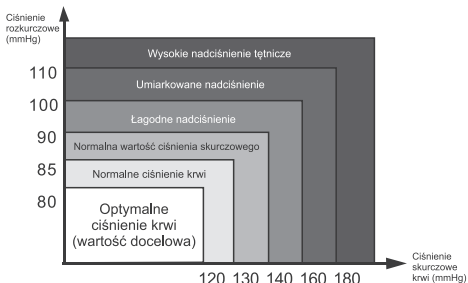 Ciśnienie
rozkurczowe
(mmHg)
Wysokie nadciśnienie tętnicze
110
Umiarkowane nadciśnienie
100
Łagodne nadciśnienie
90
Normalna wartość ciśnienia skurczowego
85
Normalne ciśnienie krwi
80
Optymalne
ciśnienie krwi
(wartość docelowa)
120 130 140 160 180
Ciśnienie
skurczowe
krwi (mmHg)